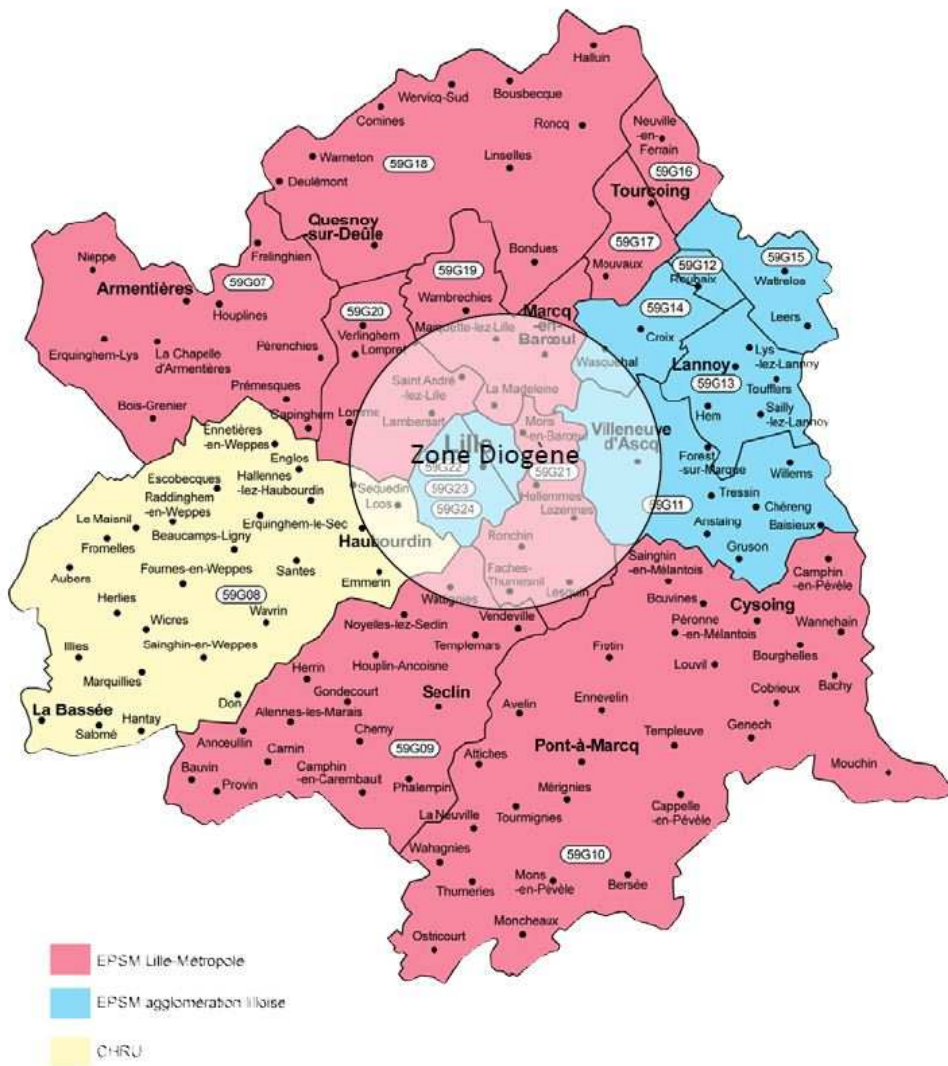 Halluin
Wervicq-Sud
Bousbecque
Comines
Roncq
Neuville
-en-
Ferrain
Warneton
59G18
Linselles
59G16
Deulémont
Tourcoing
Quesnoy
-sur-Deûle
Frelinghien
Bondues
59G17
Mouvaux
59G12
Roubaix
59G15
Wattrelos
Nieppe
59G07
Armentières
Houplines
59G19
Wambrechies
59G20
Verlinghem
Marquette-lez-Lille
Marcq
-en-
Barœul
59G14
Croix
Leers
Erquinghem-Lys
La Chapelle
d'Armentières
Pérenchies
Lompret
Wasquehal
Lannoy
Lys
-lez-Lannoy
59G13
Toufflers
Prémesques
Saint André
-lez-Lille
La Madeleine
Hem
Sailly
-lez-Lannoy
Bois-Grenier
Capinghem
Lomme
Lambersart
Mons
-en-Barœul
Villeneuve
d'Ascq
Ennetières
-en-Weppes
Lille
Zone Diogène
Forest
-sur-Marque
Willems
Englos
59G22
59G21
Escobecques
Hallennes
-lez-Haubourdin
Sequedin
59G23
Hellemmes
Tressin
Raddinghem
-en-Weppes
Loos
59G24
Lezennes
59G11
Chéreng
Le Maisnil
Erquinghem-le-Sec
Anstaing
Baisieux
Fromelles
Beaucamps-Ligny
Haubourdin
Ronchin
Gruson
Sainghin
-en-Mélantois
Aubers
Fournes-en-Weppes
Santes
Emmerin
Faches-
Thumesnil
Lesquin
Camphin
-en-Pévèle
59G08
Wattignies
Bouvines
Cysoing
Herlies
Wavrin
Noyelles-lez-Seclin
Vendeville
Péronne
-en-Mélantois
Wannehain
Wicres
Templemars
Illies
Sainghin-en-Weppes
Houplin-Ancoisne
Fretin
Louvil
Bourghelles
Herrin
Marquillies
Gondecourt
Seclin
Cobrieux
Bachy
Ennevelin
Don
Avelin
La Bassée
Hantay
Allennes-les-Marais
Genech
Salomé
Templeuve
Annœullin
Chemy
Pont-à-Marcq
Carnin
59G09
Attiches
Mouchin
Bauvin
Camphin
-en-Carembaut
Provin
Phalempin
Mérignies
Cappelle
-en-Pévèle
La Neuville
Tourmignies
Wahagnies
59G10
Thumeries
Mons
-en-Pévèle
Bersée
Moncheaux
Ostricourt
EPSM Lille-Métropole
EPSM agglomération lilloise
CHRU